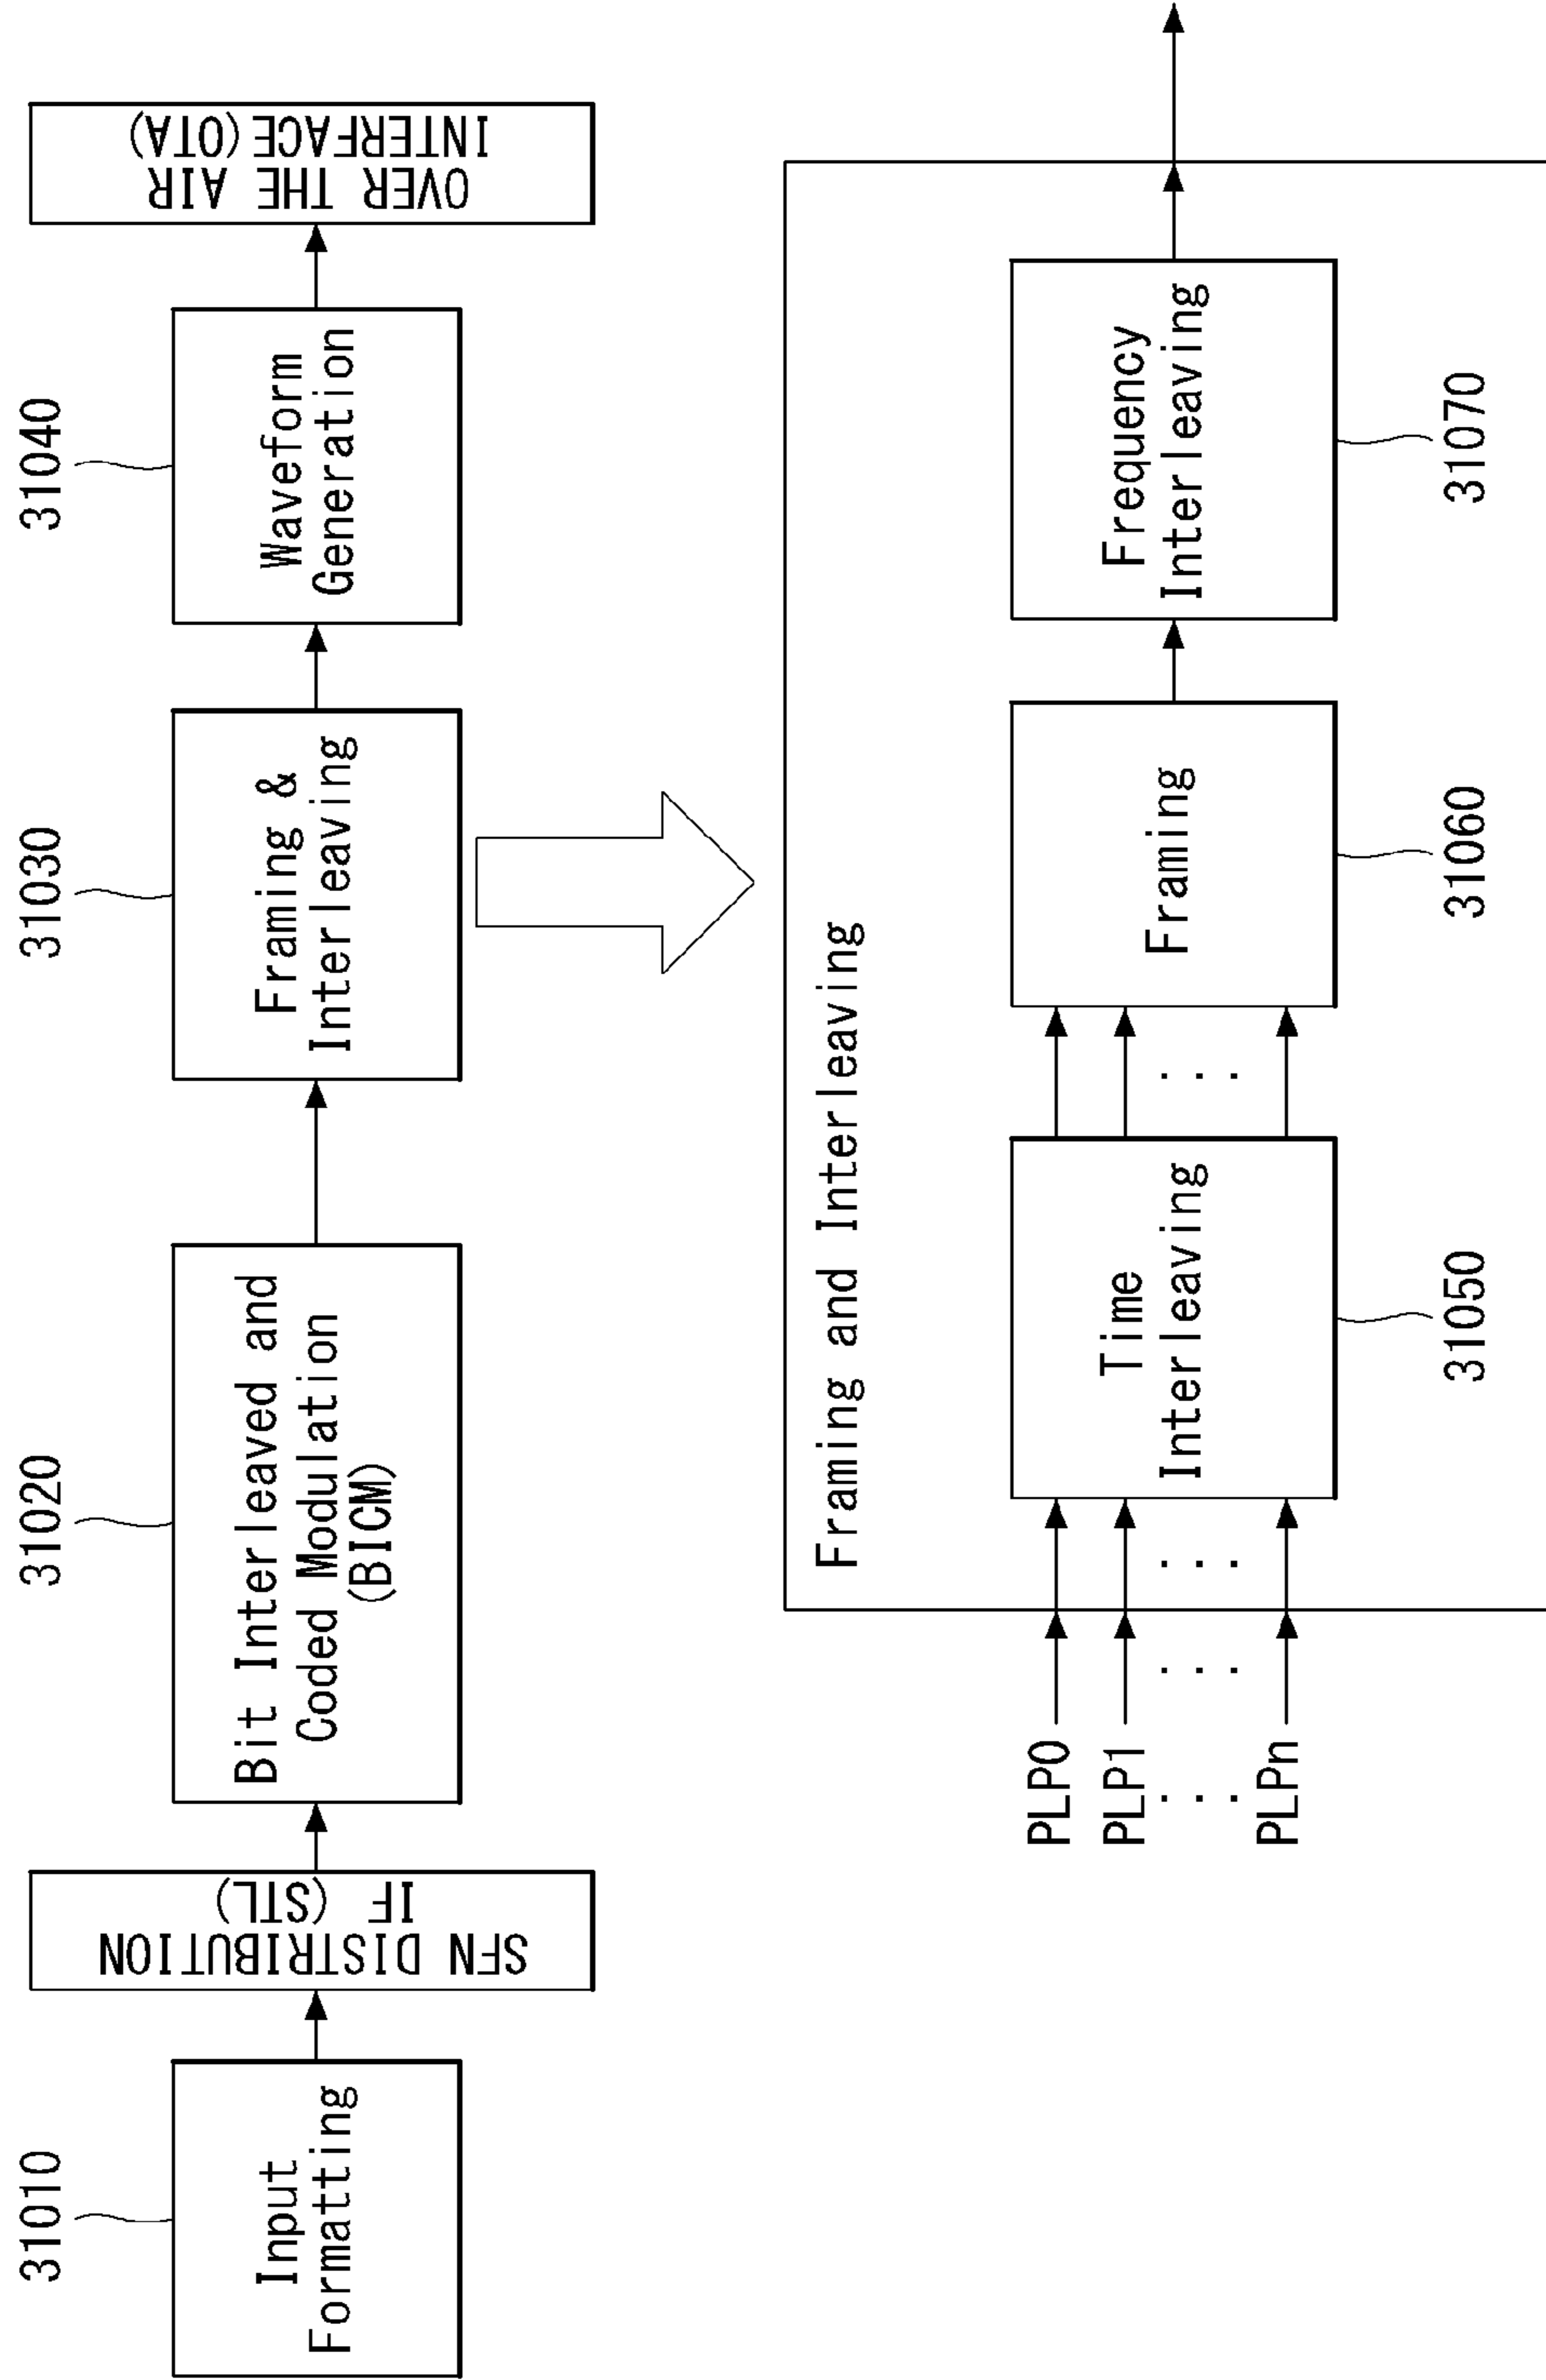 31010
31020
31030
31040
Input
Formatting
SFN DISTRIBUTION
IF (STL)
Bit Interleaved and
Coded Modulation
(BICM)
Framing &
Interleaving
Waveform
Generation
OVER THE AIR
INTERFACE(OTA)
Framing and Interleaving
PLP0
PLP1
. . .
PLPn
. . .
. . .
Time
Interleaving
. . .
Framing
Frequency
Interleaving
31050
31060
31070